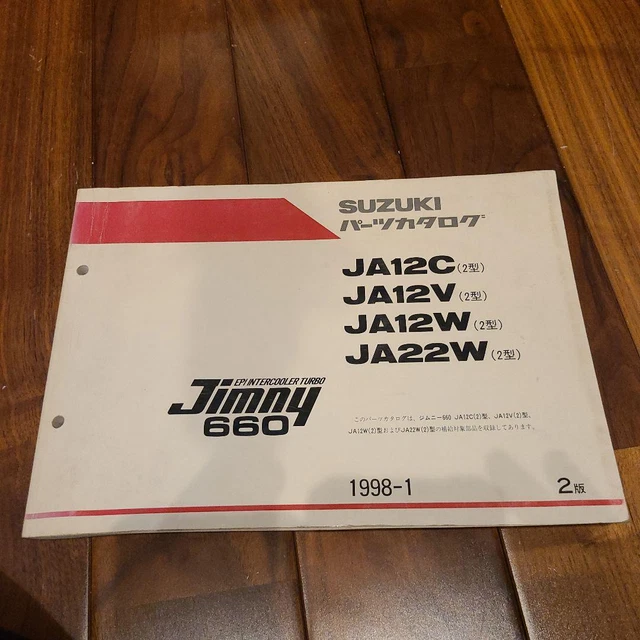 SUZUKI
パーツカタログ
JA12C(2型)
JA12V(2型)
JA12W(2型)
JA22W(2型)
EPI INTERCOOLER TURBO
Jimny
660
このパーツカタログは、ジムニー660 JA12C(2)型、JA12V(2)型、
JA12W(2)型およびJA22W(2)型の補給対象部品を収録してあります。
1998-1
2版